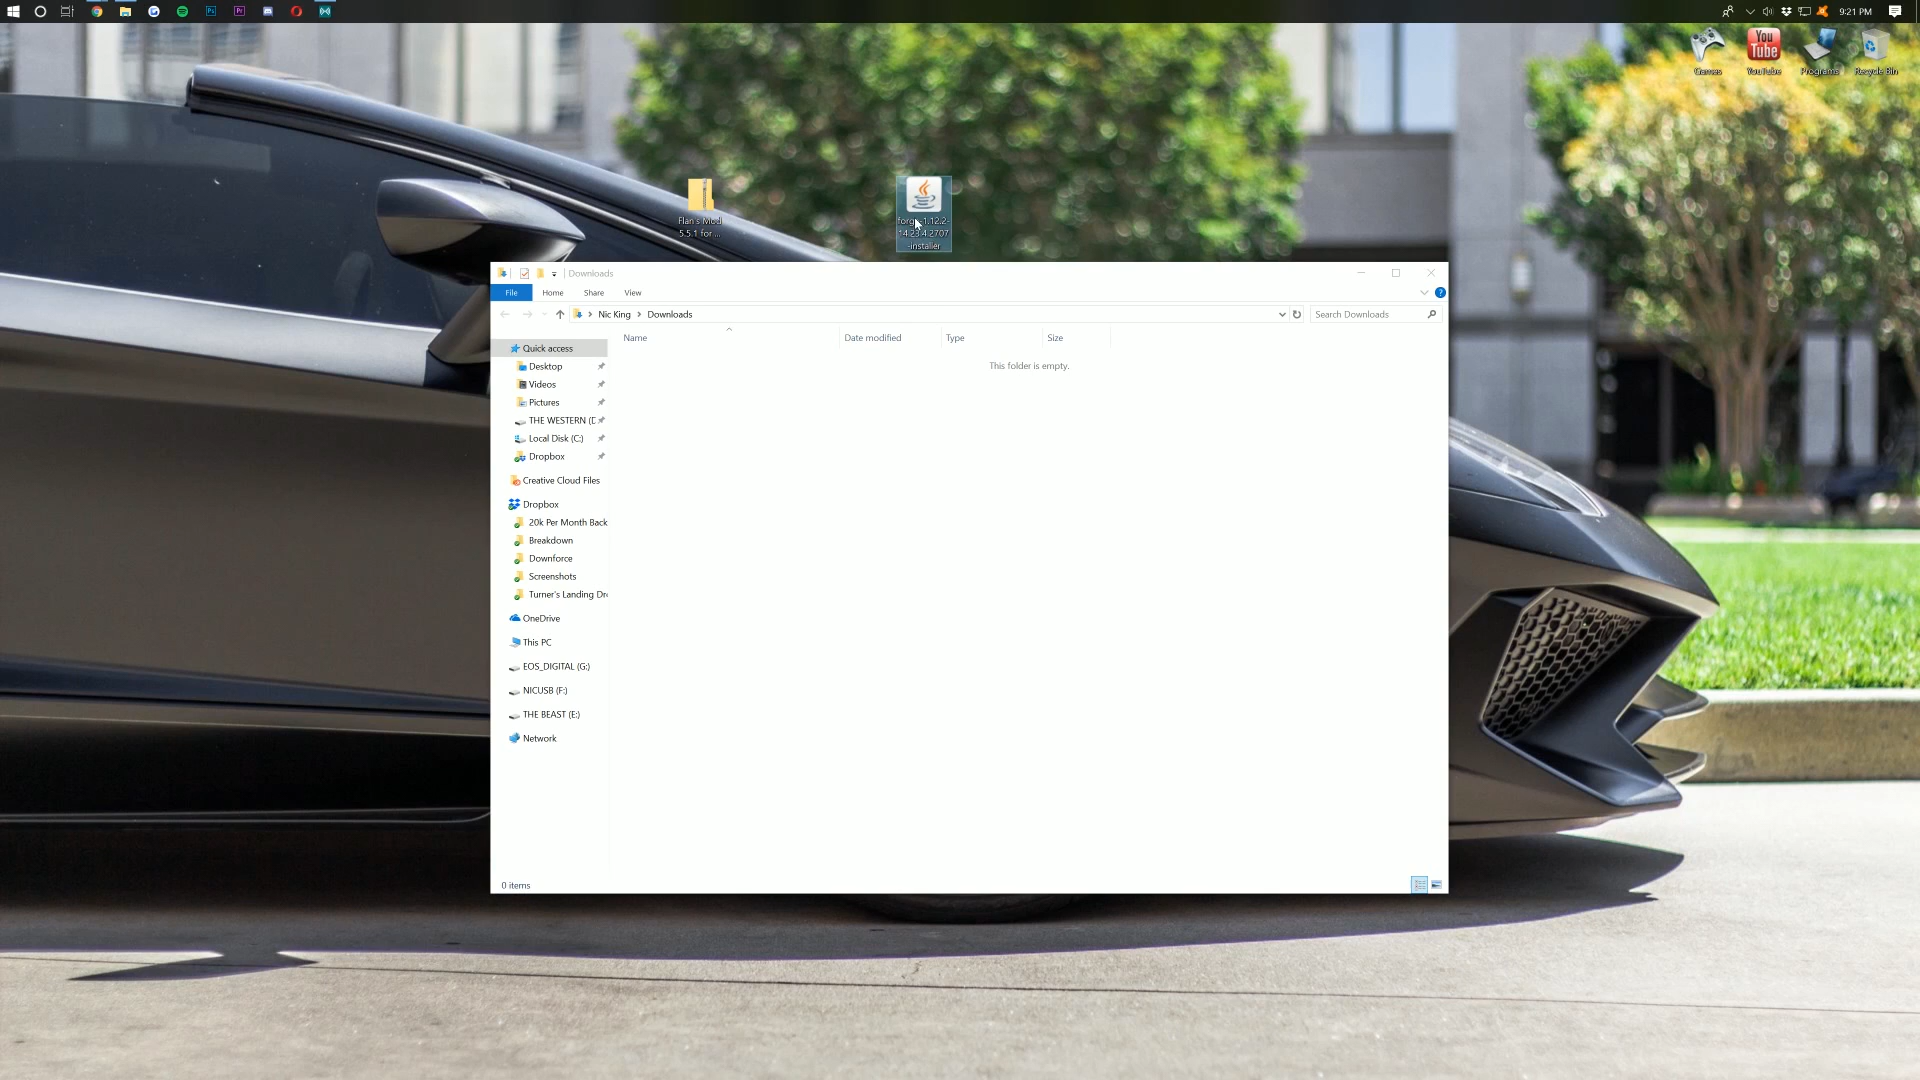 9:21 PM
Games
YouTube
Programs
Recycle Bin
Flan's Mod
5.5.1 for ...
forge-1.12.2-
14.23.4.2707
-installer
Downloads
File
Home
Share
View
Nic King
Downloads
Search Downloads
Name
Date modified
Type
Size
This folder is empty.
Quick access
Desktop
Videos
Pictures
THE WESTERN (D
Local Disk (C:)
Dropbox
Creative Cloud Files
Dropbox
20k Per Month Back
Breakdown
Downforce
Screenshots
Turner's Landing Dr
OneDrive
This PC
EOS_DIGITAL (G:)
NICUSB (F:)
THE BEAST (E:)
Network
0 items